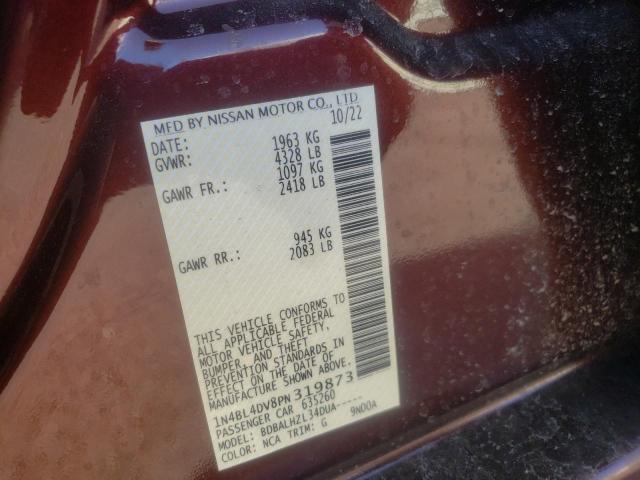 MFD BY NISSAN MOTOR CO., LTD
DATE: 10/22
GVWR: 1963 KG
4328 LB
GAWR FR.: 1097 KG
2418 LB
GAWR RR.: 945 KG
2083 LB
THIS VEHICLE CONFORMS TO
ALL APPLICABLE FEDERAL
MOTOR VEHICLE SAFETY,
BUMPER, AND THEFT
PREVENTION STANDARDS IN
EFFECT ON THE DATE OF
MANUFACTURE SHOWN ABOVE.
1N4BL4DV8PN319873
PASSENGER CAR 635260
MODEL: BDBALHZL34DUA-----
COLOR: NCA TRIM: G 9N00A